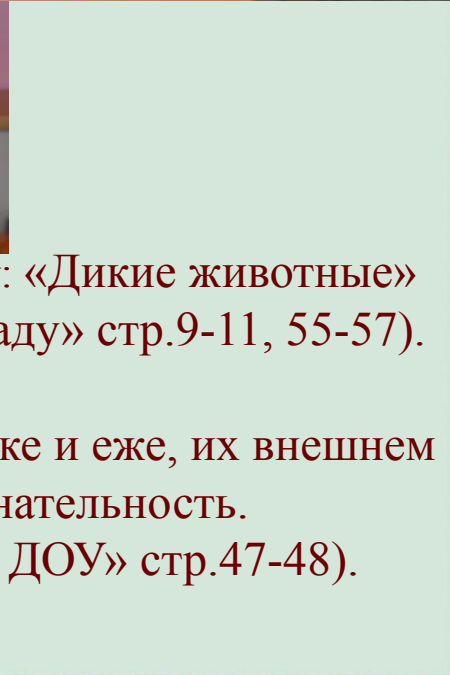 : «Дикие животные»
аду» стр.9-11, 55-57).
ке и еже, их внешнем
нательность.
ДОУ» стр.47-48).